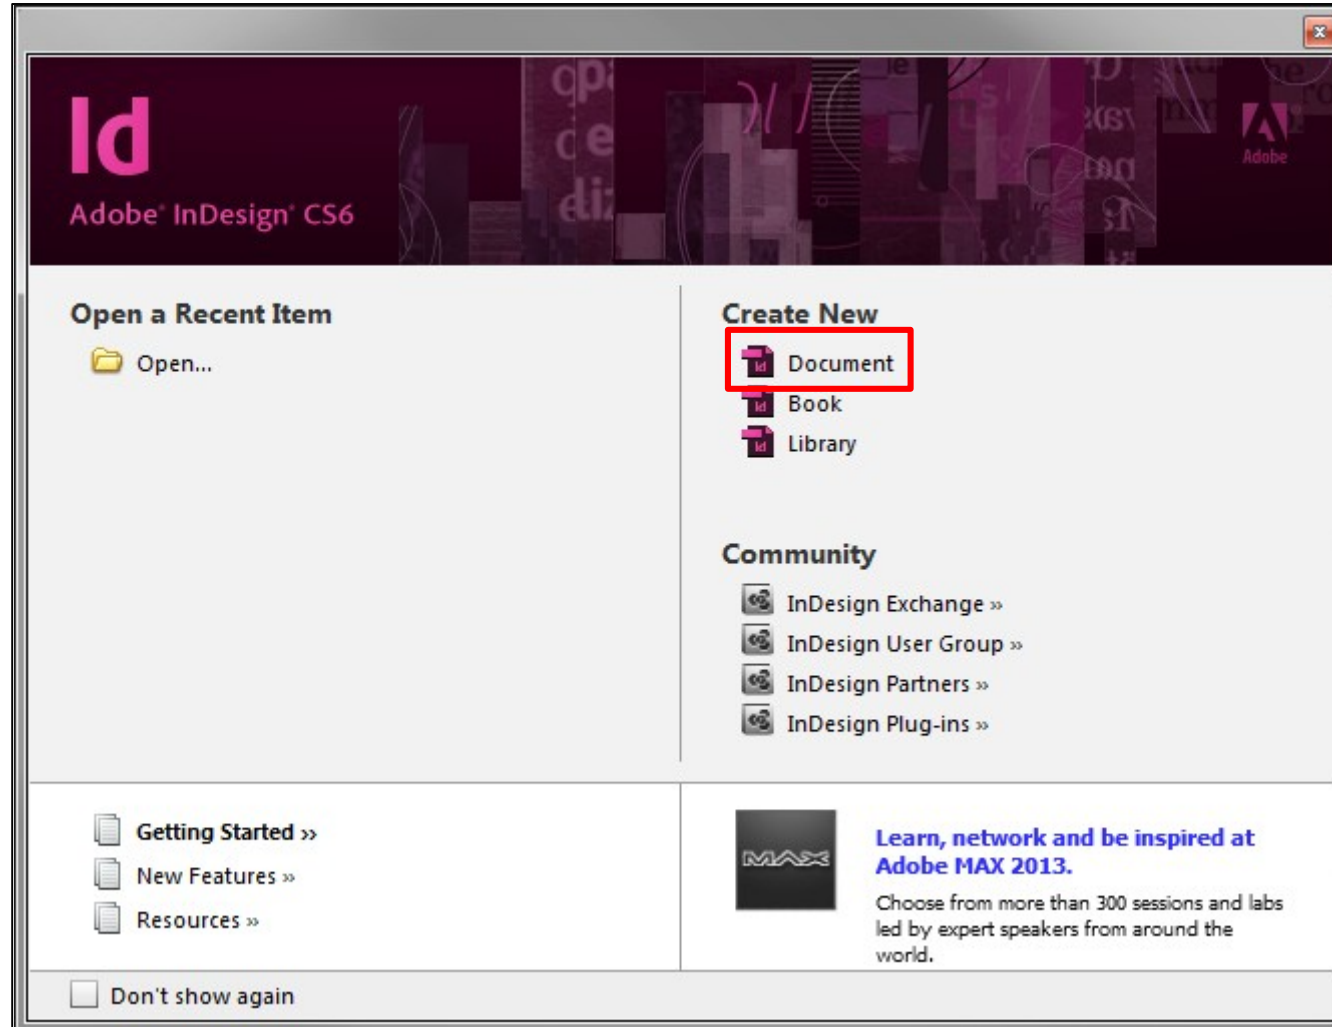 Id
Adobe® InDesign® CS6
Adobe
Open a Recent Item
Open...
Create New
Document
Book
Library
Community
InDesign Exchange »
InDesign User Group »
InDesign Partners »
InDesign Plug-ins »
Getting Started »
New Features »
Resources »
MAX
Learn, network and be inspired at
Adobe MAX 2013.
Choose from more than 300 sessions and labs
led by expert speakers from around the
world.
Don't show again